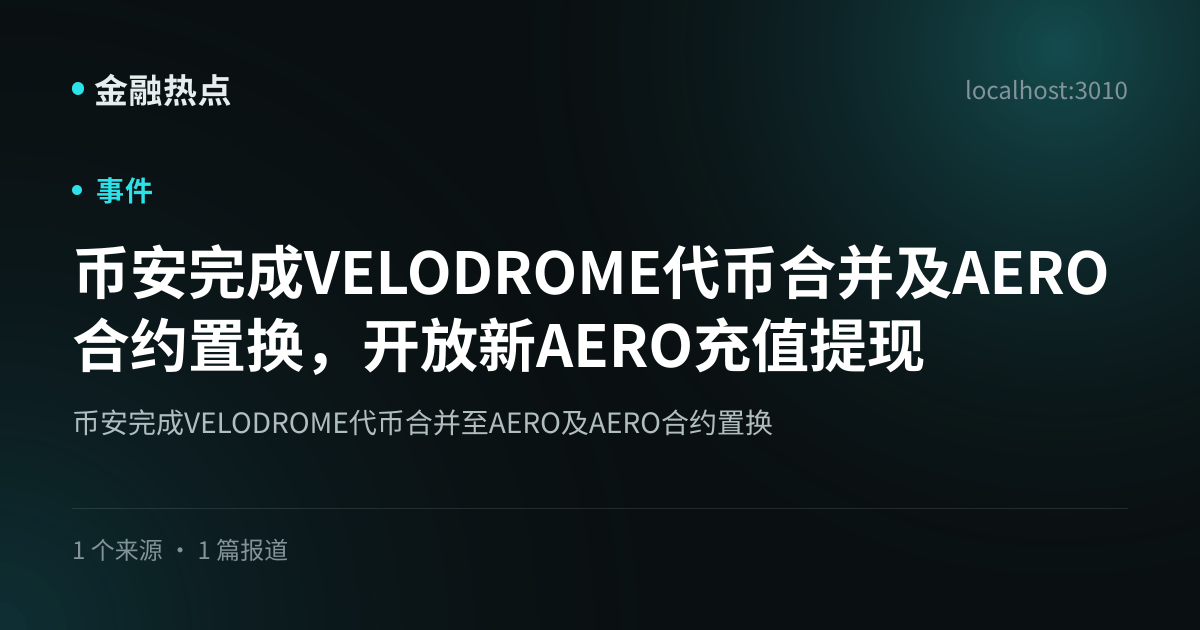 金融热点
localhost:3010
事件
币安完成VELODROME代币合并及AERO
合约置换，开放新AERO充值提现
币安完成VELODROME代币合并至AERO及AERO合约置换
1 个来源 · 1 篇报道